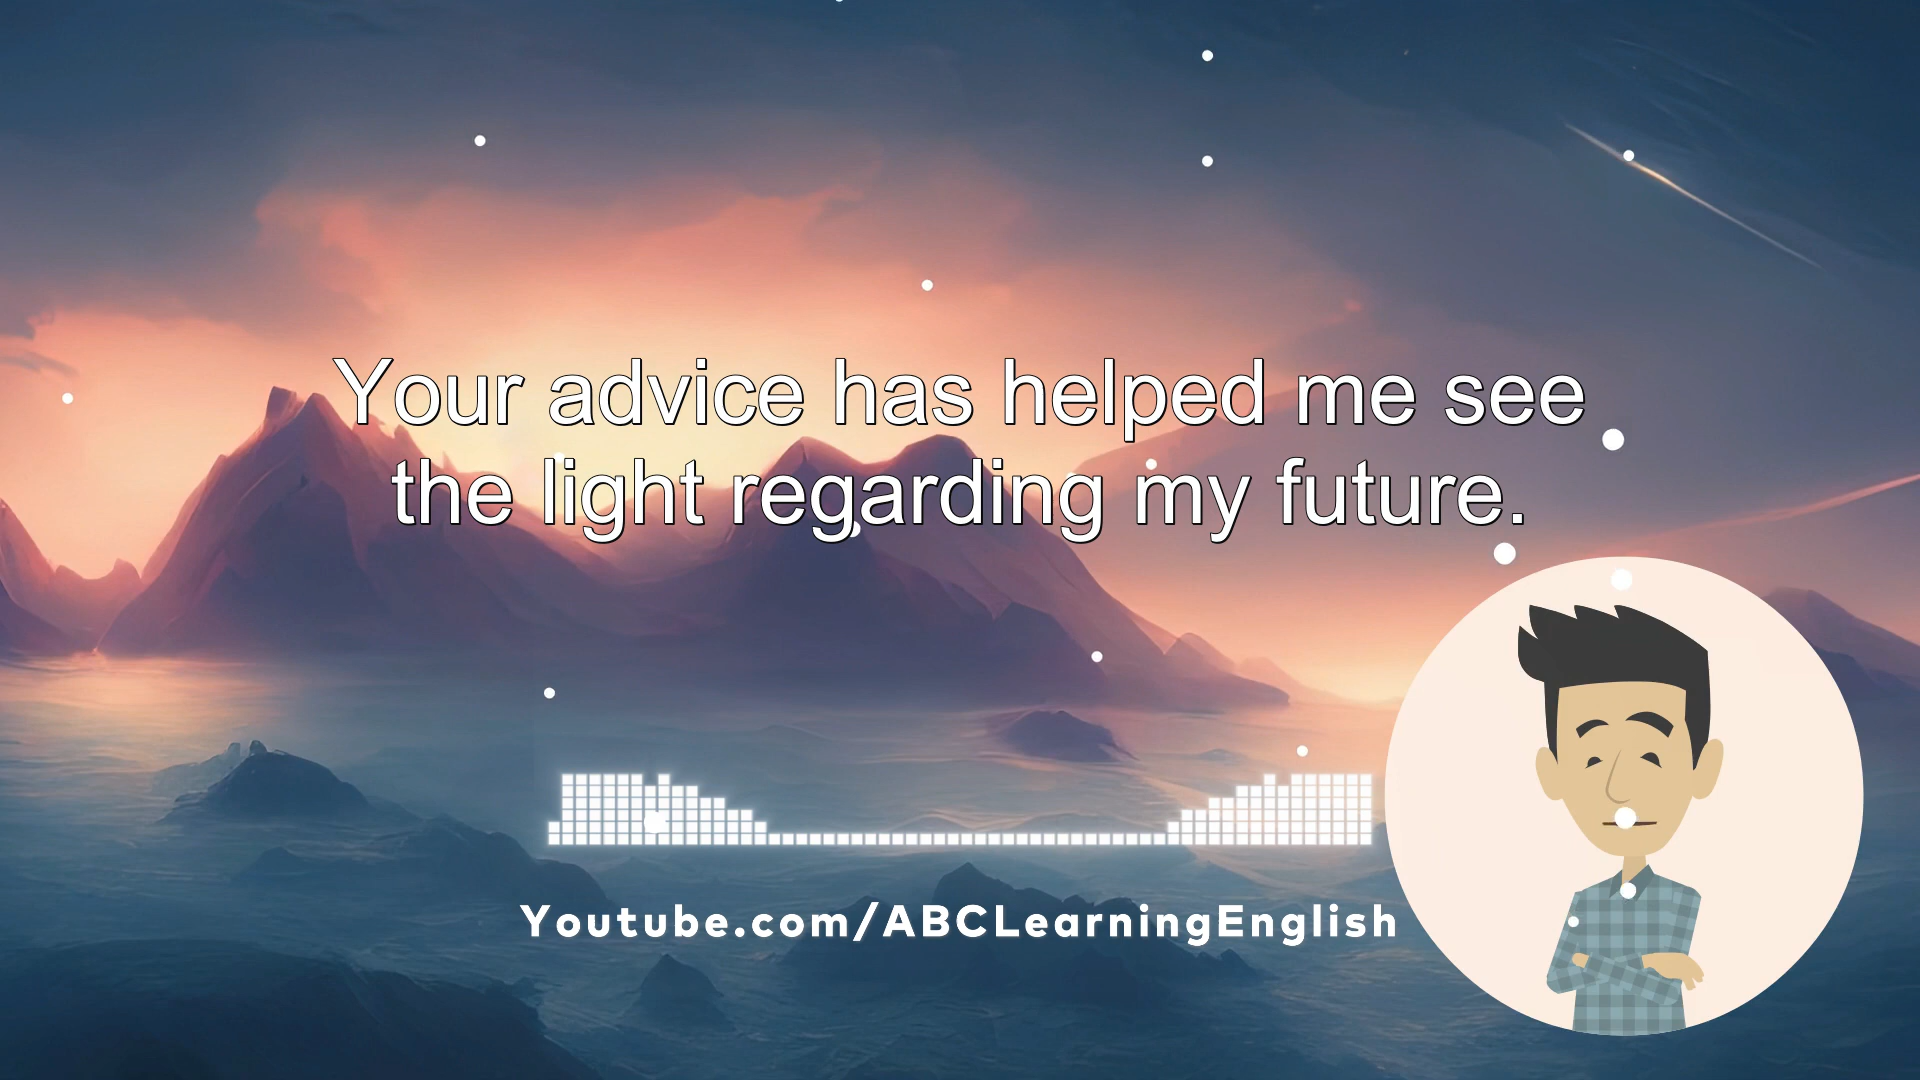 Your advice has helped me see
the light regarding my future.
Youtube.com/ABCLearningEnglish